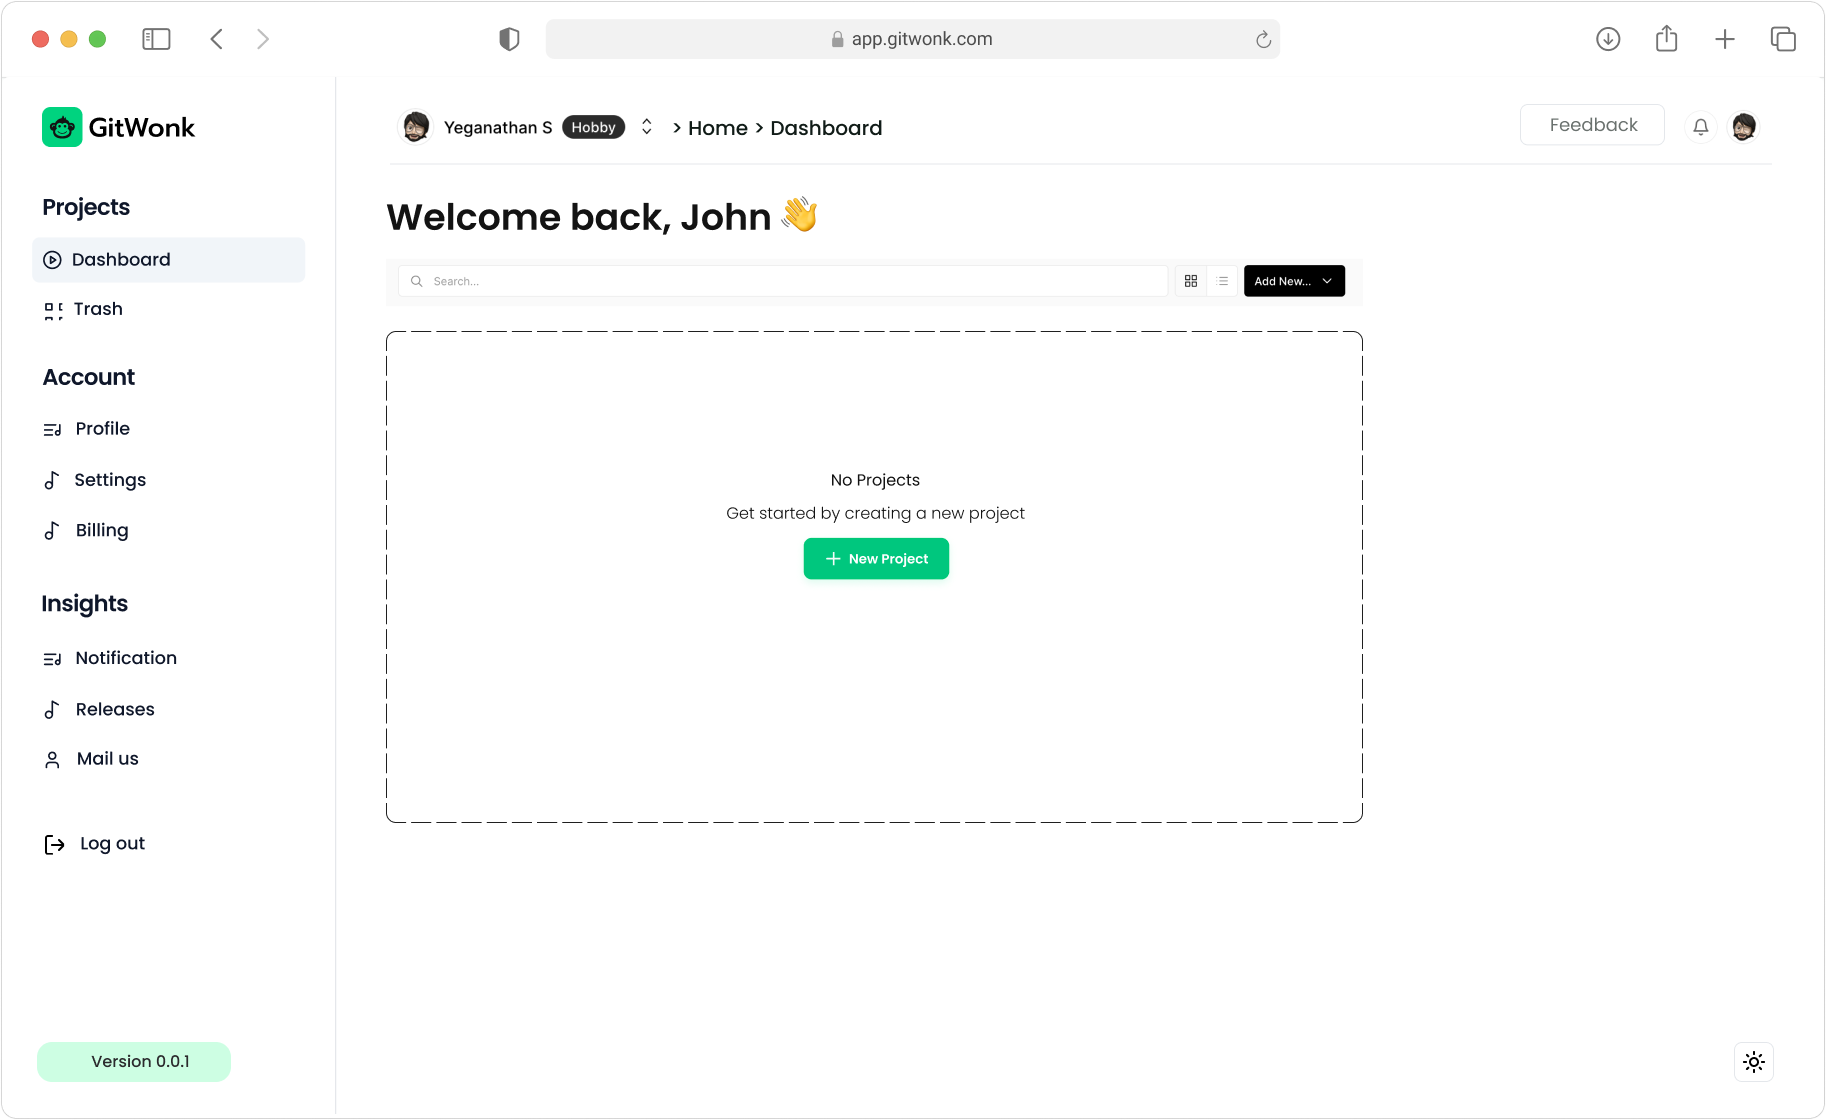 app.gitwonk.com
GitWonk
Yeganathan S Hobby > Home > Dashboard
Feedback
Projects
Dashboard
Trash
Account
Profile
Settings
Billing
Insights
Notification
Releases
Mail us
Log out
Version 0.0.1
Welcome back, John 👋
Search...
Add New...
No Projects
Get started by creating a new project
+ New Project